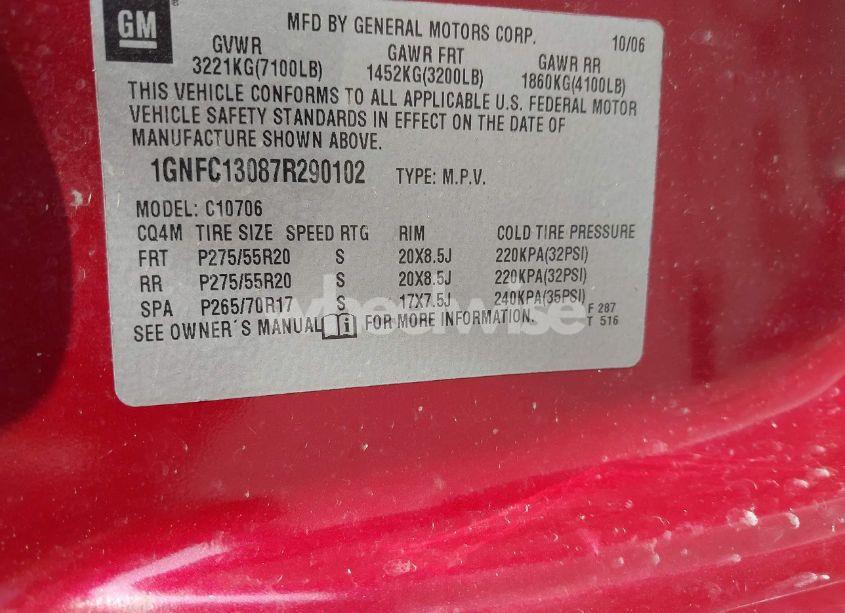 GM
MFD BY GENERAL MOTORS CORP.
10/06
GVWR GAWR FRT GAWR RR
3221KG(7100LB) 1452KG(3200LB) 1860KG(4100LB)
THIS VEHICLE CONFORMS TO ALL APPLICABLE U.S. FEDERAL MOTOR
VEHICLE SAFETY STANDARDS IN EFFECT ON THE DATE OF
MANUFACTURE SHOWN ABOVE.
1GNFC13087R290102 TYPE: M.P.V.
MODEL: C10706
CQ4M TIRE SIZE SPEED RTG RIM COLD TIRE PRESSURE
FRT P275/55R20 S 20X8.5J 220KPA(32PSI)
RR P275/55R20 S 20X8.5J 220KPA(32PSI)
SPA P265/70R17 S 17X7.5J 240KPA(35PSI)
SEE OWNER´S MANUAL i FOR MORE INFORMATION.
F 287
T 516
wheelwise